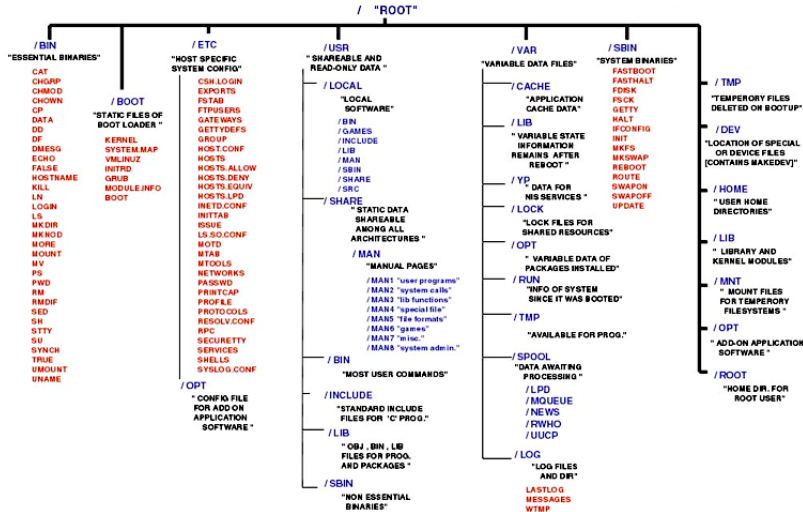 / "ROOT"
/ BIN
"ESSENTIAL BINARIES"
CAT
CHGRP
CHMOD
CHOWN
CP
DATA
DD
DF
DMESG
ECHO
FALSE
HOSTNAME
KILL
LN
LOGIN
LS
MKDIR
MKNOD
MORE
MOUNT
MV
PS
PWD
RM
RMDIF
SED
SH
STTY
SU
SYNCH
TRUE
UMOUNT
UNAME
/ BOOT
"STATIC FILES OF
BOOT LOADER "
KERNEL
SYSTEM.MAP
VMLINUZ
INITRD
GRUB
MODULE.INFO
BOOT
/ ETC
"HOST SPECIFIC
SYSTEM CONFIG"
CSH.LOGIN
EXPORTS
FSTAB
FTPUSERS
GATEWAYS
GETTYDEFS
GROUP
HOST.CONF
HOSTS
HOSTS.ALLOW
HOSTS.DENY
HOSTS.EQUIV
HOSTS.LPD
INETD.CONF
INITTAB
ISSUE
LS.SO.CONF
MOTD
MTAB
MTOOLS
NETWORKS
PASSWD
PRINTCAP
PROFILE
PROTOCOLS
RESOLV.CONF
RPC
SECURETTY
SERVICES
SHELLS
SYSLOG.CONF
/ OPT
" CONFIG FILE
FOR ADD ON
APPLICATION
SOFTWARE "
/ USR
" SHAREABLE AND
READ-ONLY DATA "
/ LOCAL
"LOCAL
SOFTWARE"
/ BIN
/ GAMES
/ INCLUDE
/ LIB
/ MAN
/ SBIN
/ SHARE
/ SRC
/ SHARE
" STATIC DATA
SHAREABLE
AMONG ALL
ARCHITECTURES "
/ MAN
"MANUAL PAGES"
/ MAN1 "user programs"
/ MAN2 "system calls"
/ MAN3 "lib functions"
/ MAN4 "special file"
/ MAN5 "file formats"
/ MAN6 "games"
/ MAN7 "misc."
/ MAN8 "system admin."
/ BIN
"MOST USER COMMANDS"
/ INCLUDE
"STANDARD INCLUDE
FILES FOR 'C' PROG."
/ LIB
" OBJ , BIN , LIB
FILES FOR PROG.
AND PACKAGES "
/ SBIN
"NON ESSENTIAL
BINARIES"
/ VAR
"VARIABLE DATA FILES"
/ CACHE
"APPLICATION
CACHE DATA"
/ LIB
" VARIABLE STATE
INFORMATION
REMAINS AFTER
REBOOT "
/ YP
" DATA FOR
NIS SERVICES"
/ LOCK
"LOCK FILES FOR
SHARED RESOURCES"
/ OPT
" VARIABLE DATA OF
PACKAGES INSTALLED"
/ RUN
"INFO OF SYSTEM
SINCE IT WAS BOOTED"
/ TMP
"AVAILABLE FOR PROG.
/ SPOOL
"DATA AWAITING
PROCESSING "
/ LPD
/ MQUEUE
/ NEWS
/ RWHO
/ UUCP
/ LOG
"LOG FILES
AND DIR"
LASTLOG
MESSAGES
WTMP
/ SBIN
"SYSTEM BINARIES"
FASTBOOT
FASTHALT
FDISK
FSCK
GETTY
HALT
IFCONFIG
INIT
MKFS
MKSWAP
REBOOT
ROUTE
SWAPON
SWAPOFF
UPDATE
/ TMP
"TEMPERORY FILES
DELETED ON BOOTUP"
/ DEV
"LOCATION OF SPECIAL
OR DEVICE FILES
[CONTAINS MAKEDEV]"
/ HOME
"USER HOME
DIRECTORIES"
/ LIB
" LIBRARY AND
KERNEL MODULES"
/ MNT
" MOUNT FILES
FOR TEMPERORY
FILESYSTEMS "
/ OPT
"ADD-ON APPLICATION
SOFTWARE "
/ ROOT
"HOME DIR. FOR
ROOT USER"